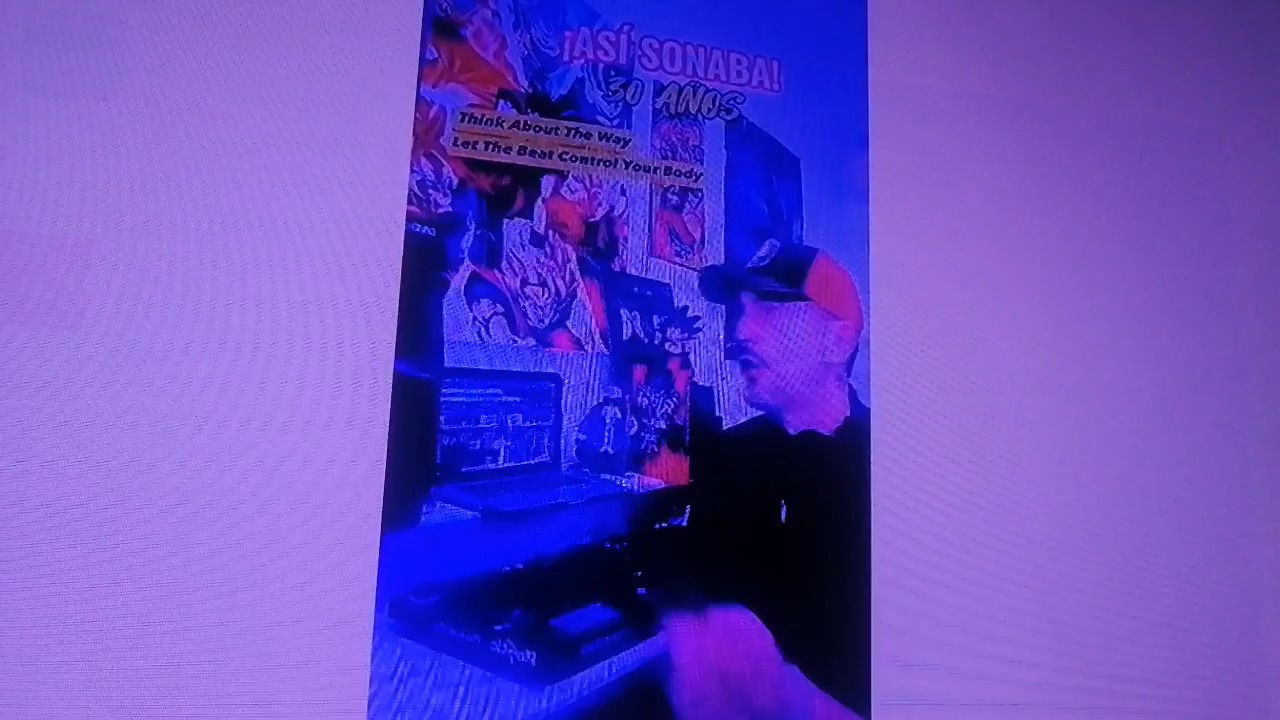 ¡ASÍ SONABA!
30 AÑOS
Think About The Way
Let The Beat Control Your Body